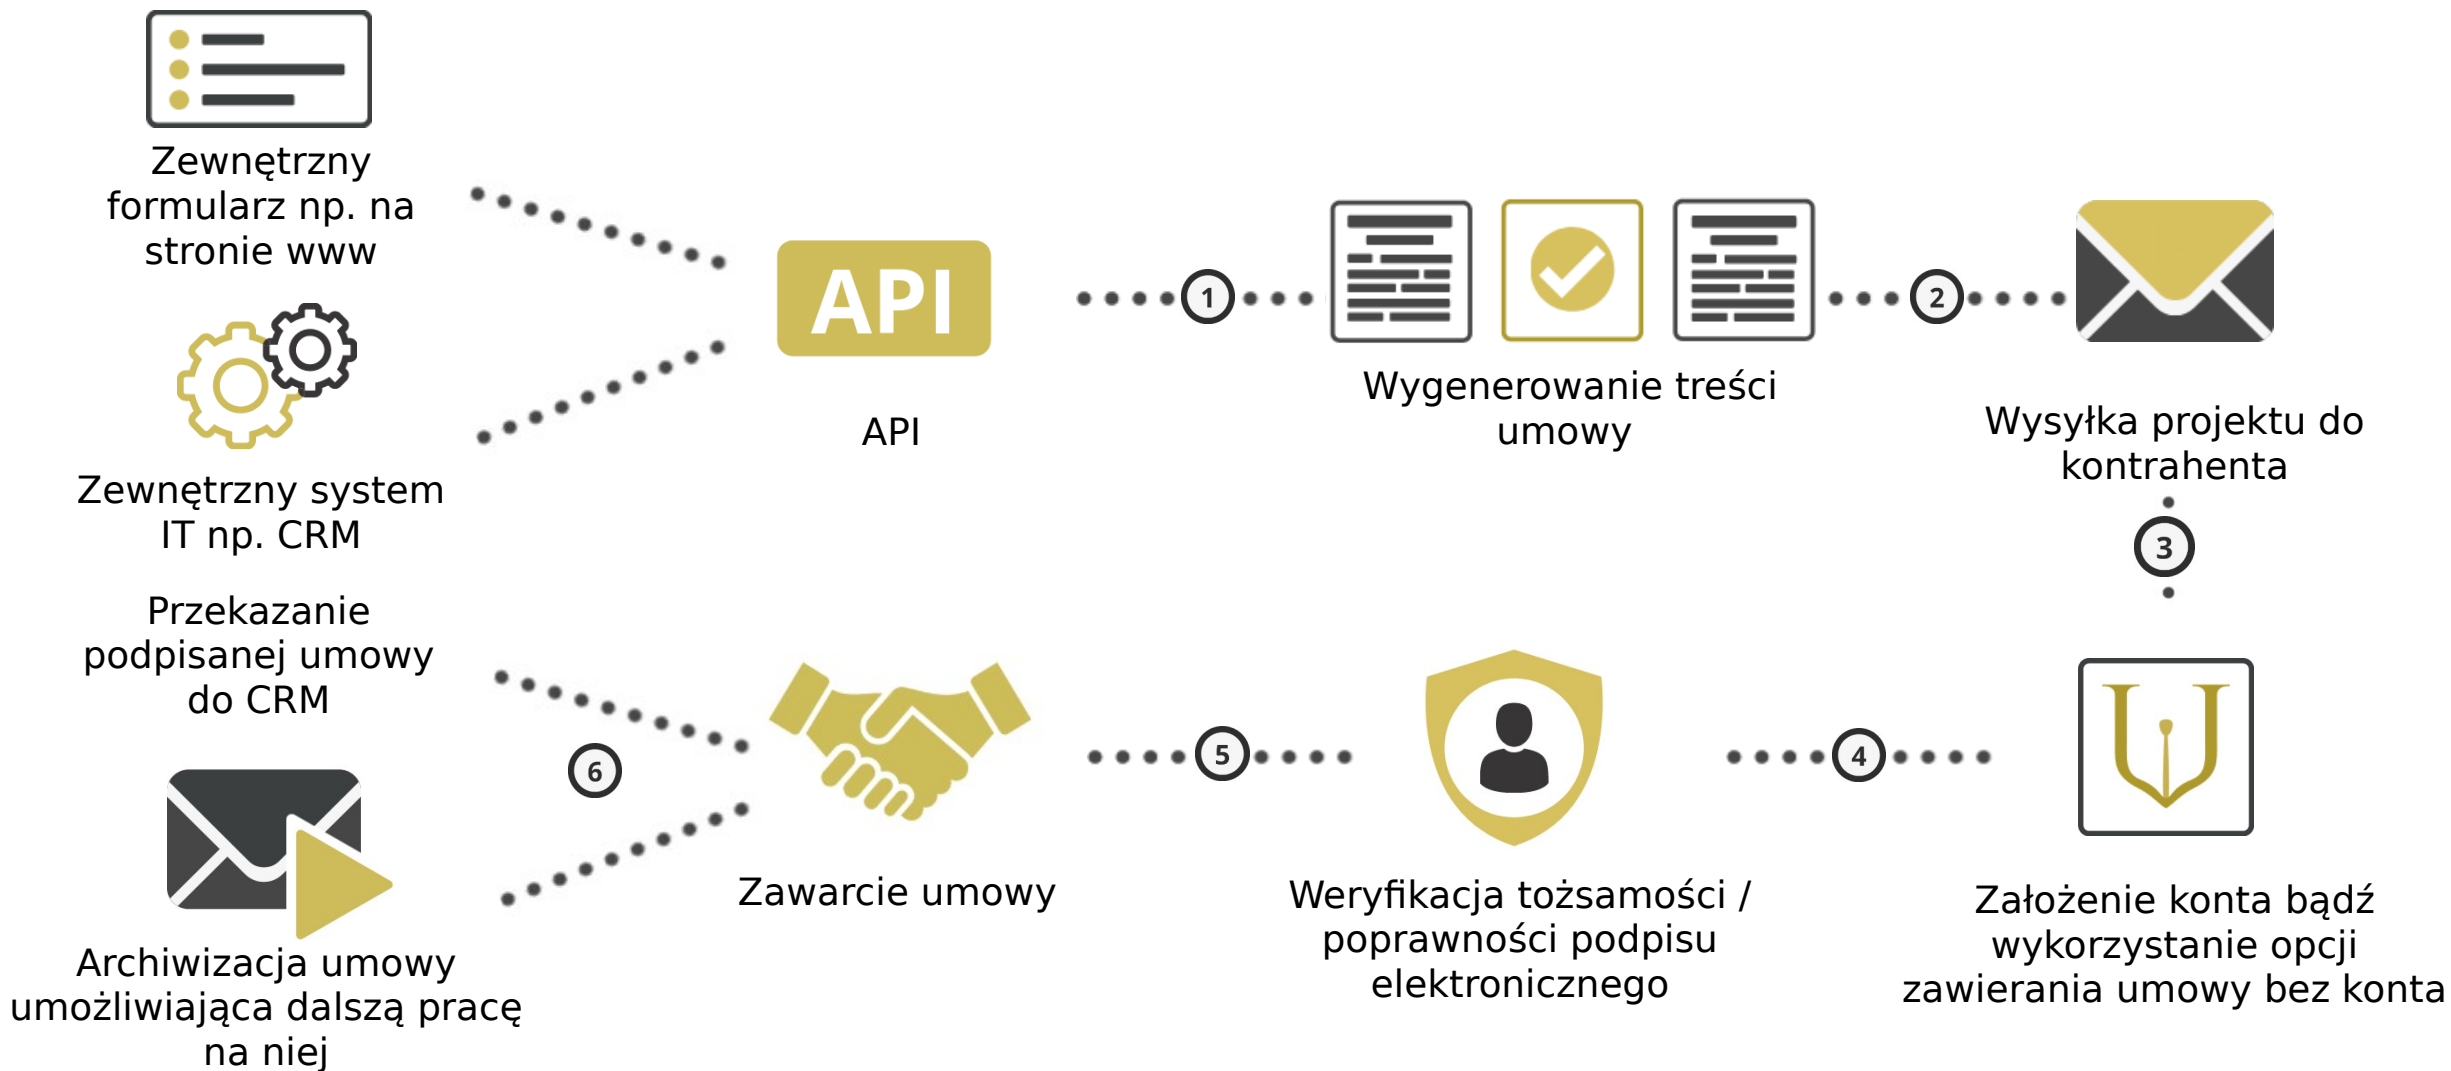 Zewnętrzny
formularz np. na
stronie www
Zewnętrzny system
IT np. CRM
API
API
1
Wygenerowanie treści
umowy
2
Wysyłka projektu do
kontrahenta
3
Założenie konta bądź
wykorzystanie opcji
zawierania umowy bez konta
4
Weryfikacja tożsamości /
poprawności podpisu
elektronicznego
5
Zawarcie umowy
6
Przekazanie
podpisanej umowy
do CRM
Archiwizacja umowy
umożliwiająca dalszą pracę
na niej